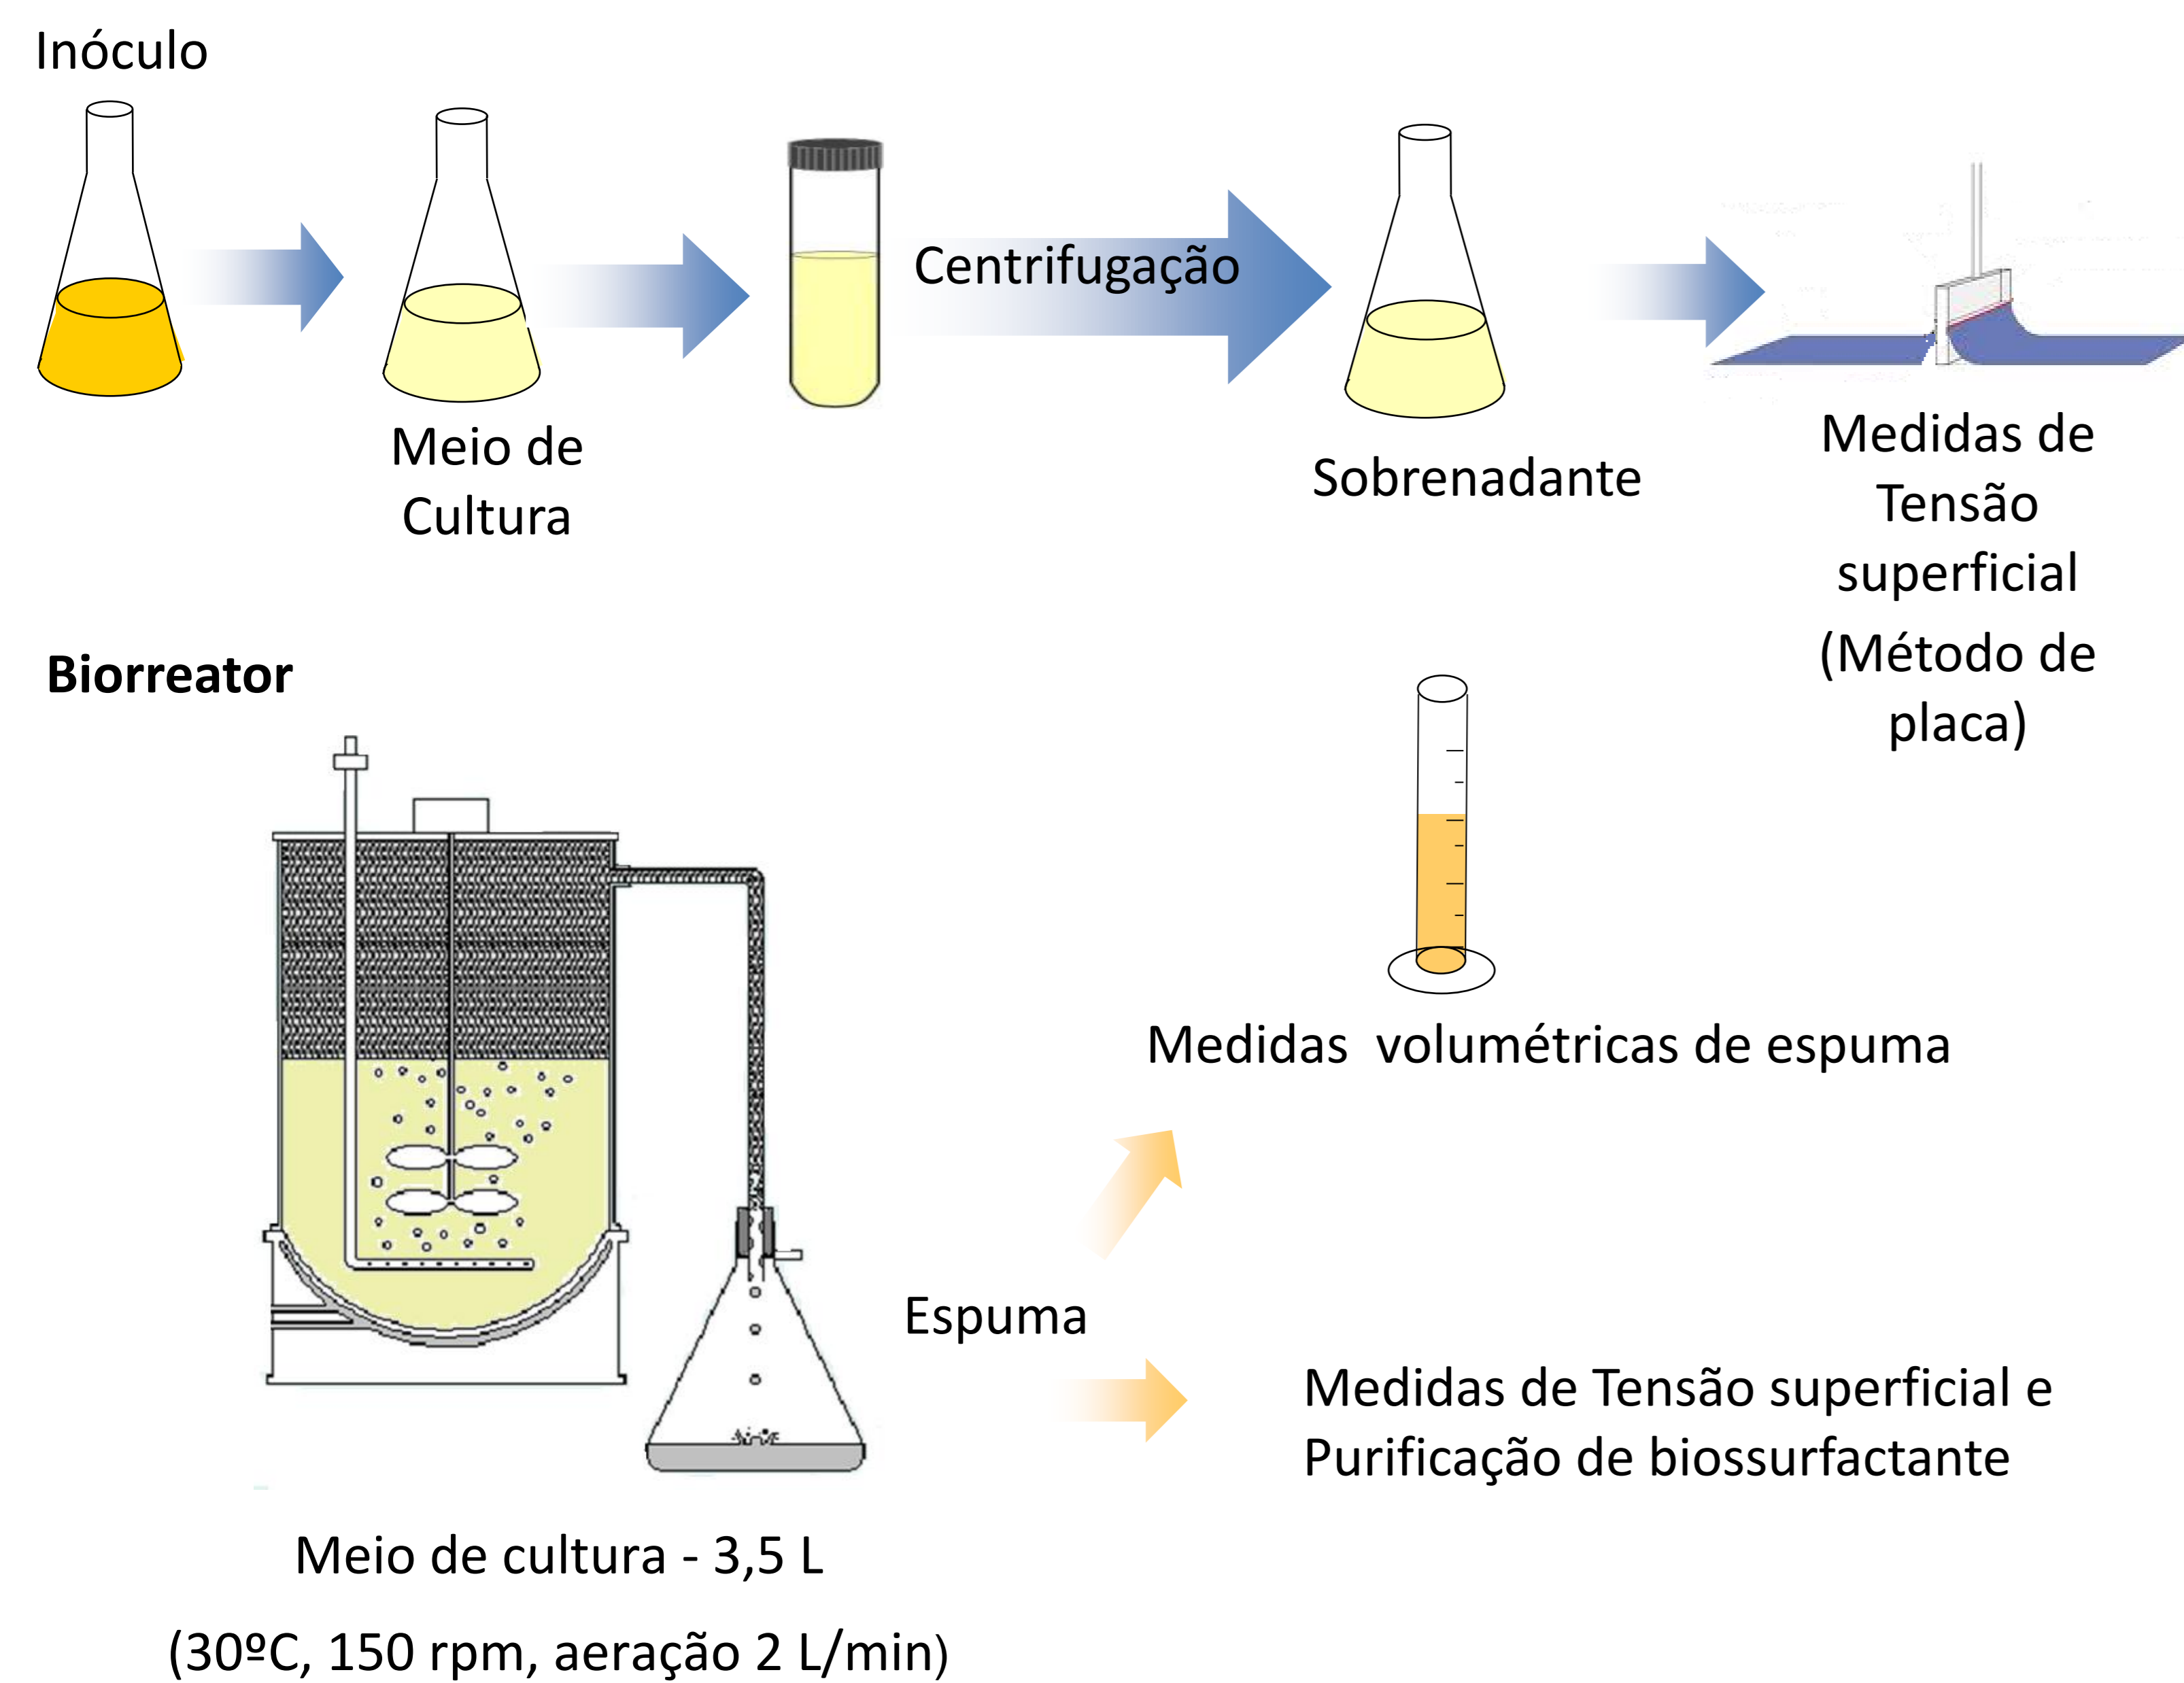 Inóculo
Centrifugação
Meio de
Cultura
Sobrenadante
Medidas de
Tensão
superficial
(Método de
placa)
Biorreator
Medidas  volumétricas de espuma
Espuma
Medidas de Tensão superficial e
Purificação de biossurfactante
Meio de cultura - 3,5 L
(30ºC, 150 rpm, aeração 2 L/min)